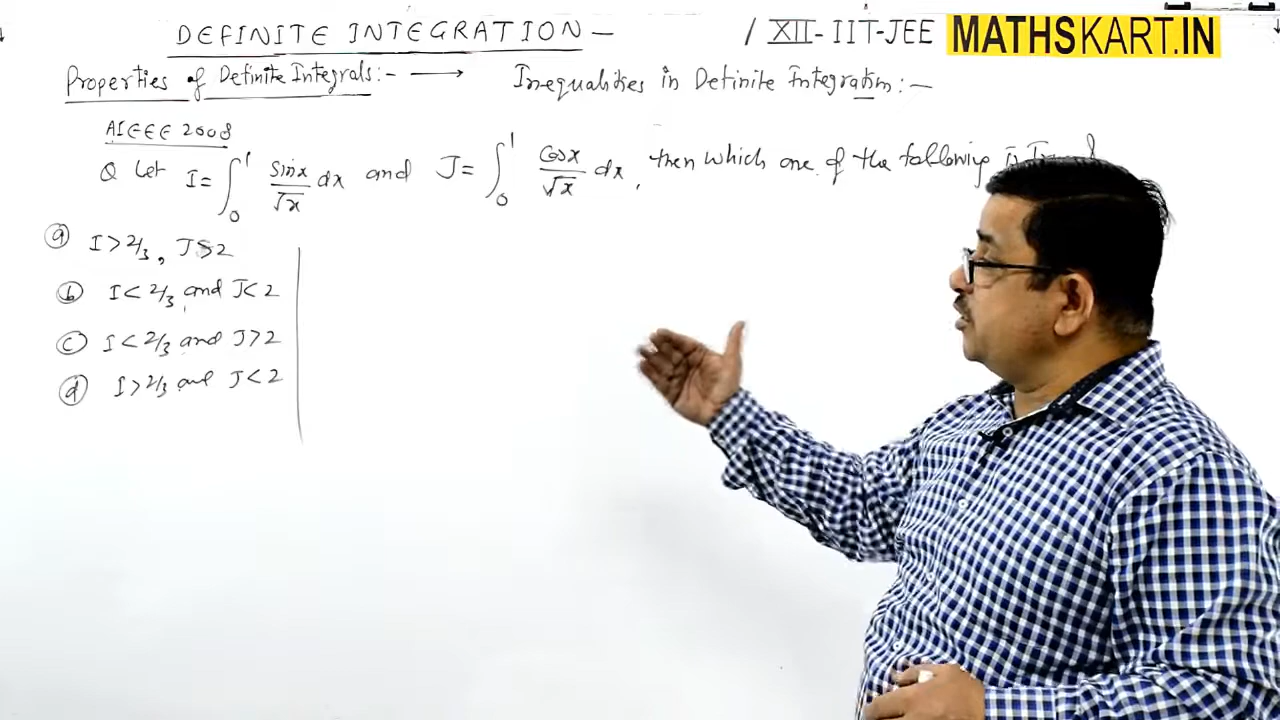 DEFINITE INTEGRATION – / XII - IIT-JEE MATHSKART.IN
Properties of Definite Integrals:- → Inequalities in Definite Integration:-
AIEEE 2008
Q Let I = ∫₀¹ sinx/√x dx and J = ∫₀¹ cosx/√x dx, then which one of the following is
(a) I > 2/3, J > 2
(b) I < 2/3 and J < 2
(c) I < 2/3 and J > 2
(d) I > 2/3 and J < 2